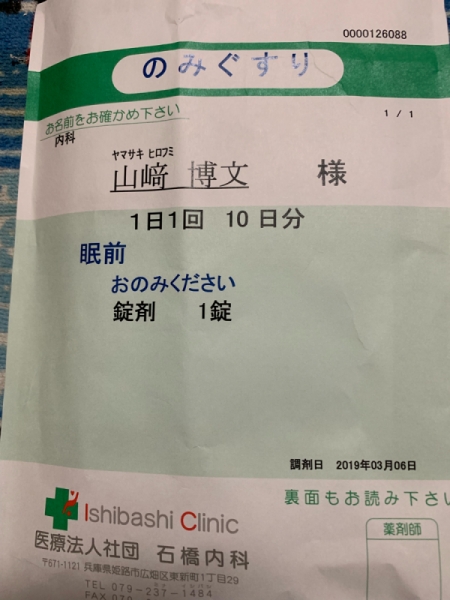 0000126088
のみぐすり
お名前をお確かめ下さい
1 / 1
内科
ヤマサキ ヒロフミ
山﨑 博文 様
1日1回 10日分
眠前
おのみください
錠剤 1錠
調剤日 2019年03月06日
裏面もお読み下さい
Ishibashi Clinic
医療法人社団 石橋内科
薬剤師
〒671-1121 兵庫県姫路市広畑区東新町1丁目29
TEL 079-237-1484
FAX 079